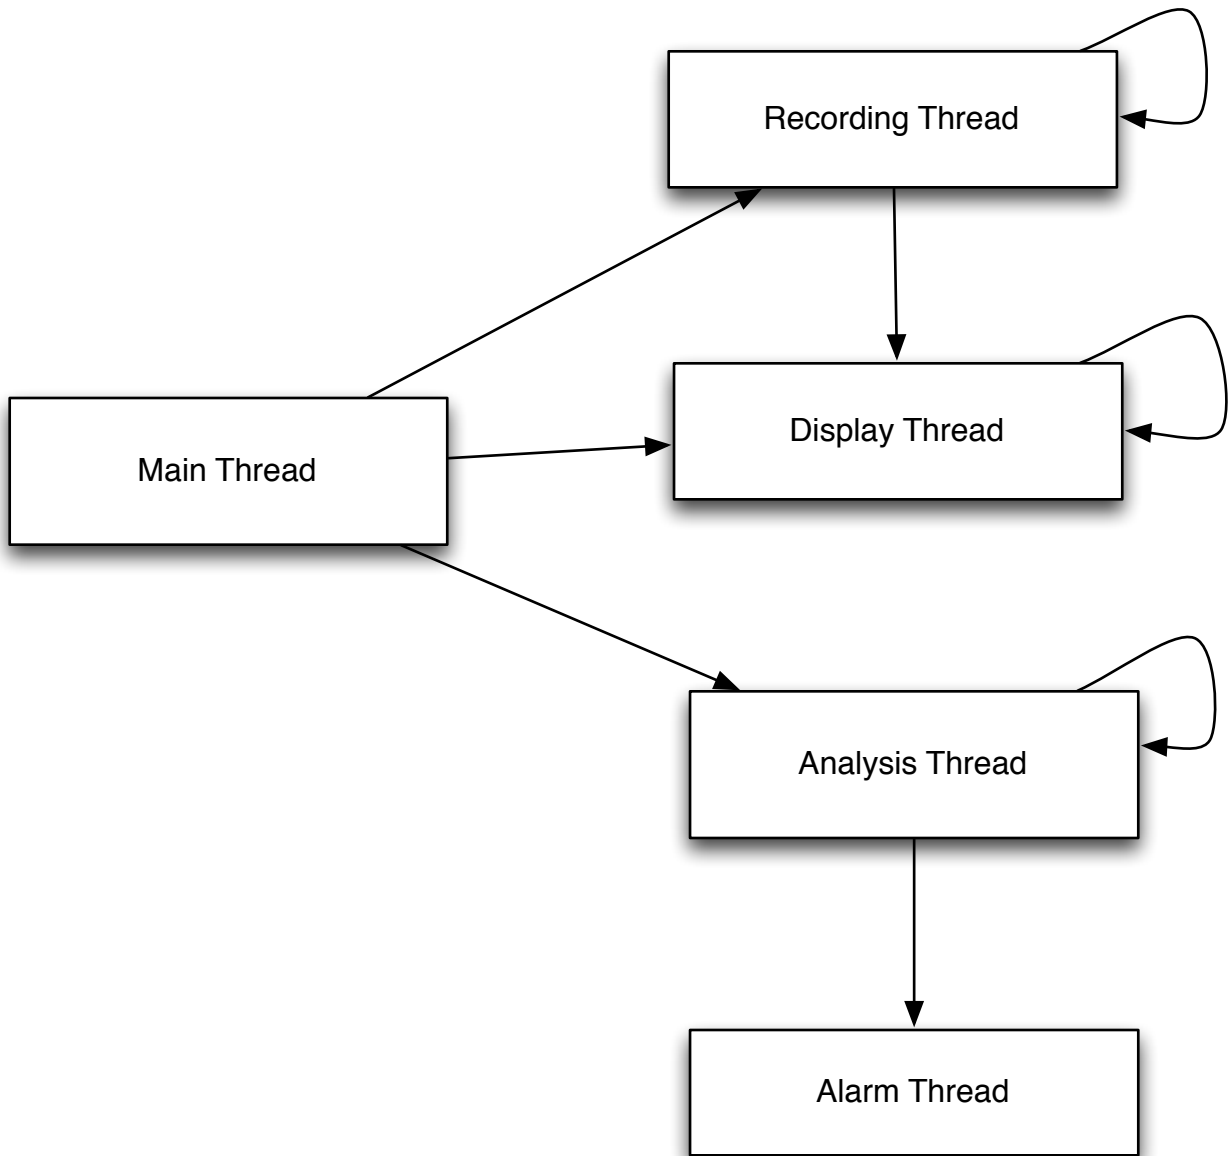 Recording Thread
Display Thread
Main Thread
Analysis Thread
Alarm Thread